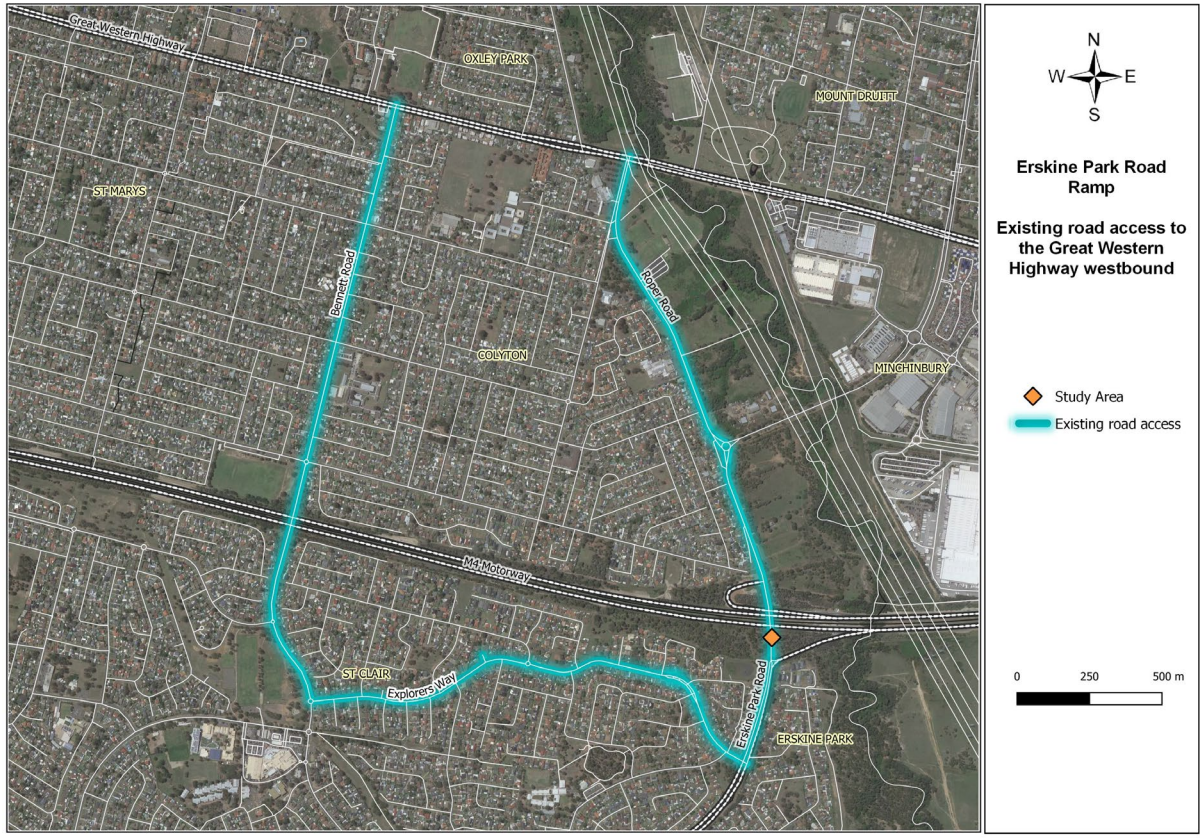 Great Western Highway
OXLEY PARK
MOUNT DRUITT
ST MARYS
Bennett Road
Roper Road
COLYTON
MINCHINBURY
M4 Motorway
ST CLAIR
Explorers Way
Erskine Park Road
ERSKINE PARK
N
W E
S
Erskine Park Road
Ramp
Existing road access to
the Great Western
Highway westbound
Study Area
Existing road access
0 250 500 m